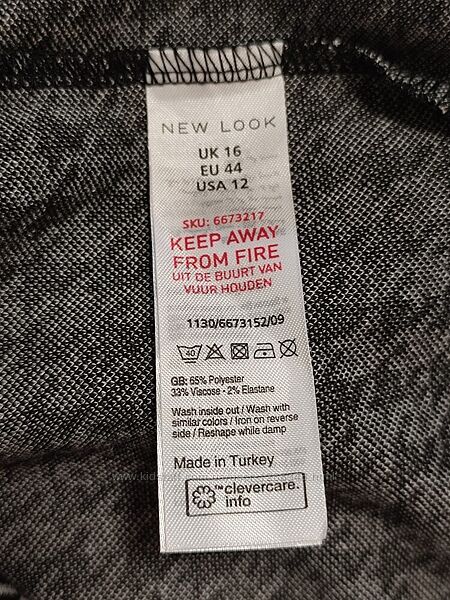 NEW LOOK
UK 16
EU 44
USA 12
SKU: 6673217
KEEP AWAY
FROM FIRE
UIT DE BUURT VAN
VUUR HOUDEN
1130/6673152/09
40
GB: 65% Polyester
33% Viscose - 2% Elastane
Wash inside out / Wash with
similar colors / Iron on reverse
side / Reshape while damp
Made in Turkey
™clevercare.
info